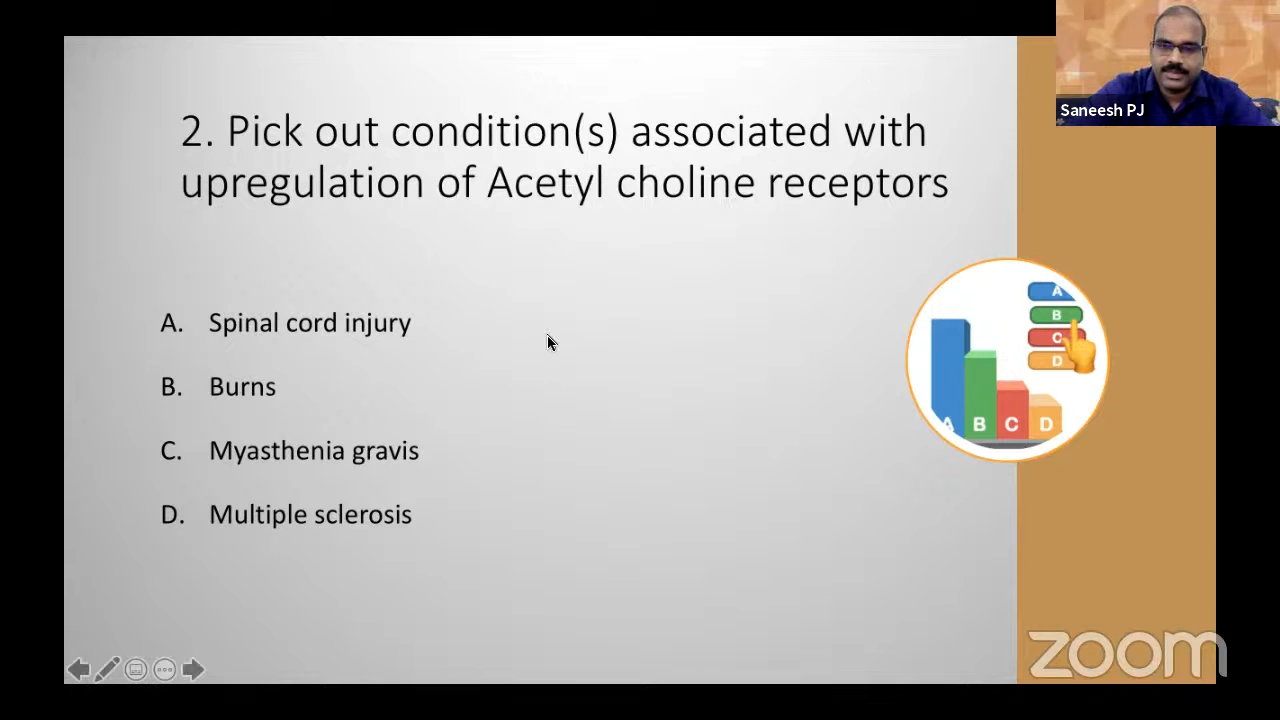 Saneesh PJ
2. Pick out condition(s) associated with
upregulation of Acetyl choline receptors
A. Spinal cord injury
B. Burns
C. Myasthenia gravis
D. Multiple sclerosis
A
B
C
D
A B C D
zoom